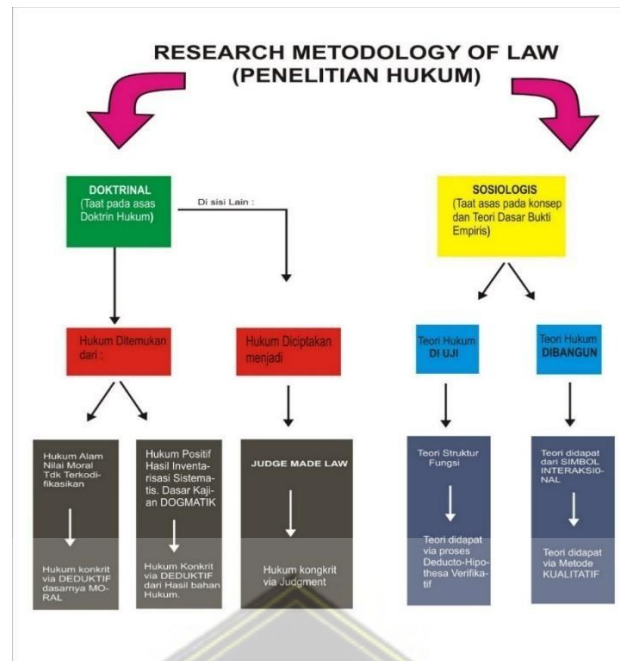 RESEARCH METODOLOGY OF LAW
(PENELITIAN HUKUM)
DOKTRINAL
(Taat pada asas
Doktrin Hukum)
Di sisi Lain :
SOSIOLOGIS
(Taat asas pada konsep
dan Teori Dasar Bukti
Empiris)
Hukum Ditemukan
dari :
Hukum Diciptakan
menjadi
Teori Hukum
DI UJI
Teori Hukum
DIBANGUN
Hukum Alam
Nilai Moral
Tdk Terkodi-
fikasikan
Hukum konkrit
via DEDUKTIF
dasarnya MO-
RAL
Hukum Positif
Hasil Inventa-
risasi Sistema-
tis. Dasar Kaji-
an DOGMATIK
Hukum Konkrit
via DEDUKTIF
dari Hasil bahan
Hukum.
JUDGE MADE LAW
Hukum kongkrit
via Judgment
Teori Struktur
Fungsi
Teori didapat
via proses
Deducto-Hipo-
thesa Verifika-
tif
Teori didapat
dari SIMBOL
INTERAKSI0-
NAL
Teori didapat
via Metode
KUALITATIF